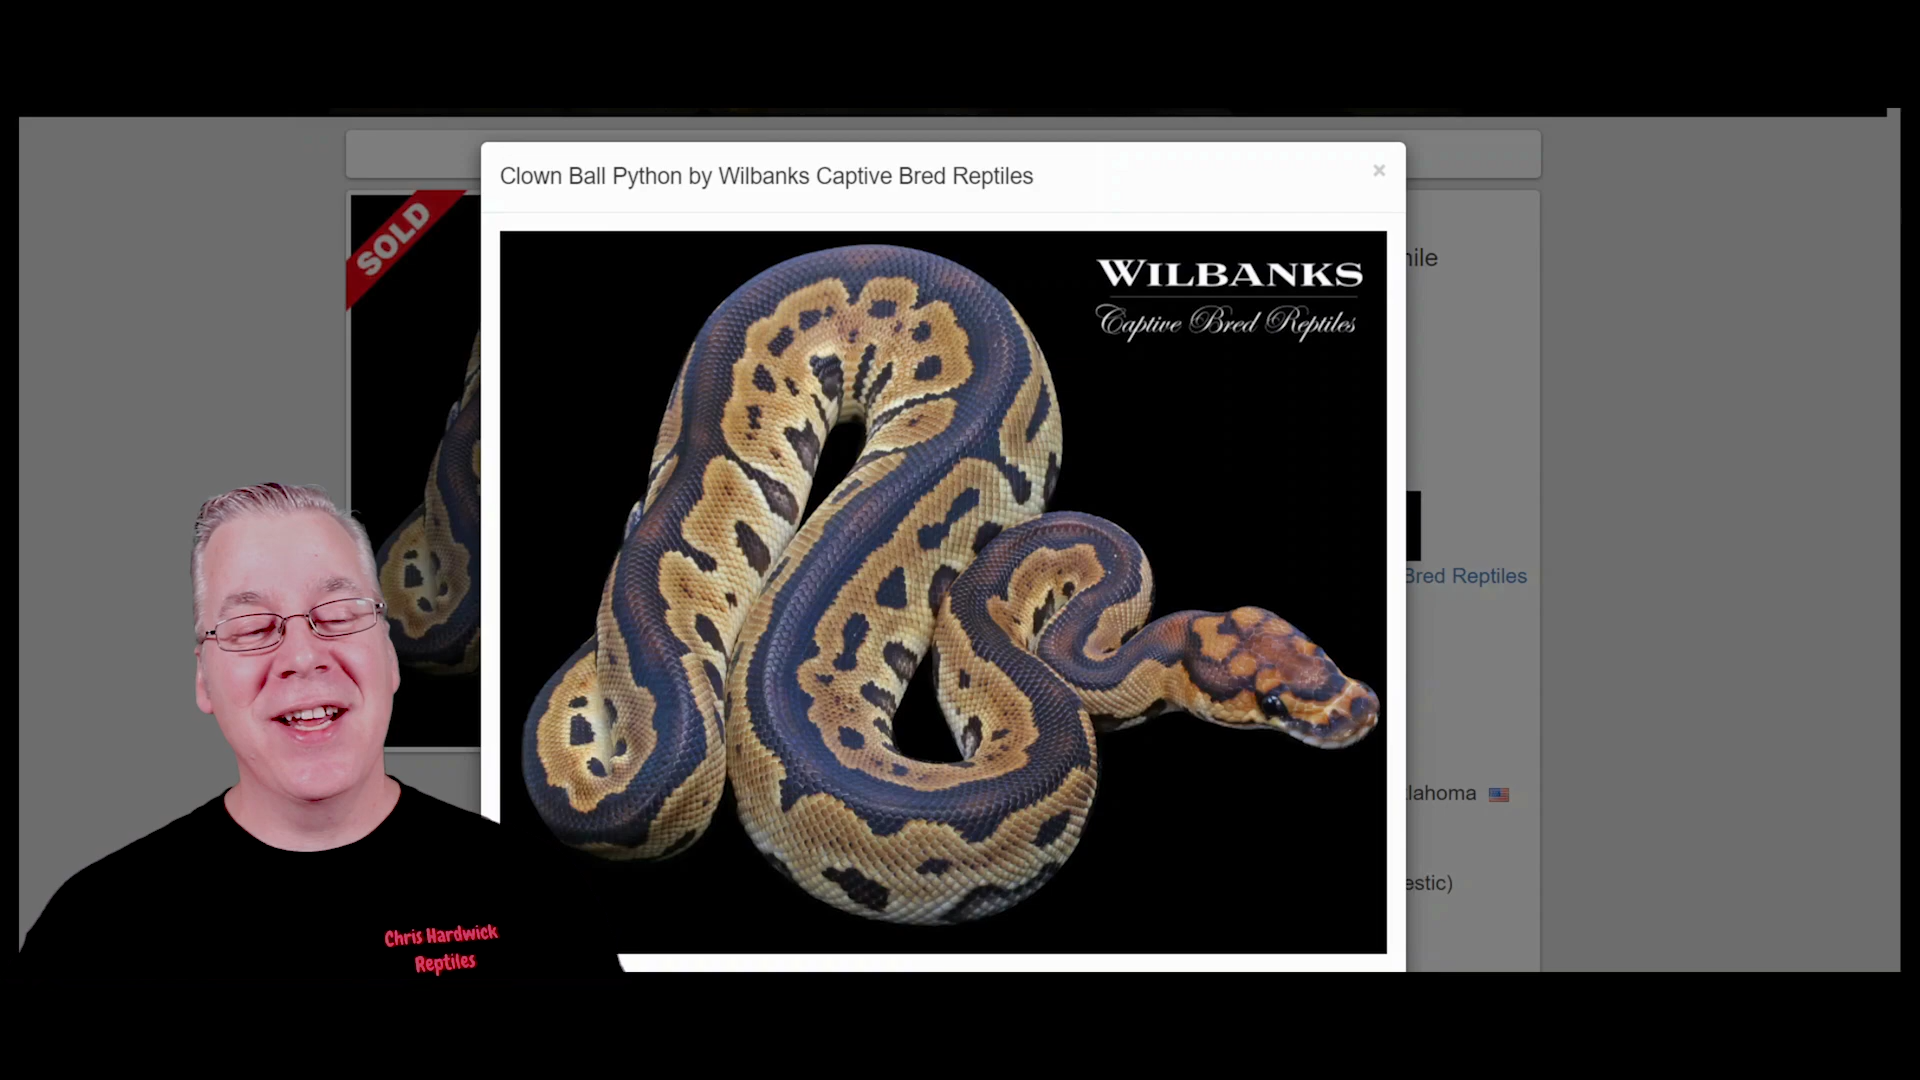 Clown Ball Python by Wilbanks Captive Bred Reptiles
×
SOLD
WILBANKS
Captive Bred Reptiles
nile
Bred Reptiles
lahoma
estic)
Chris Hardwick
Reptiles